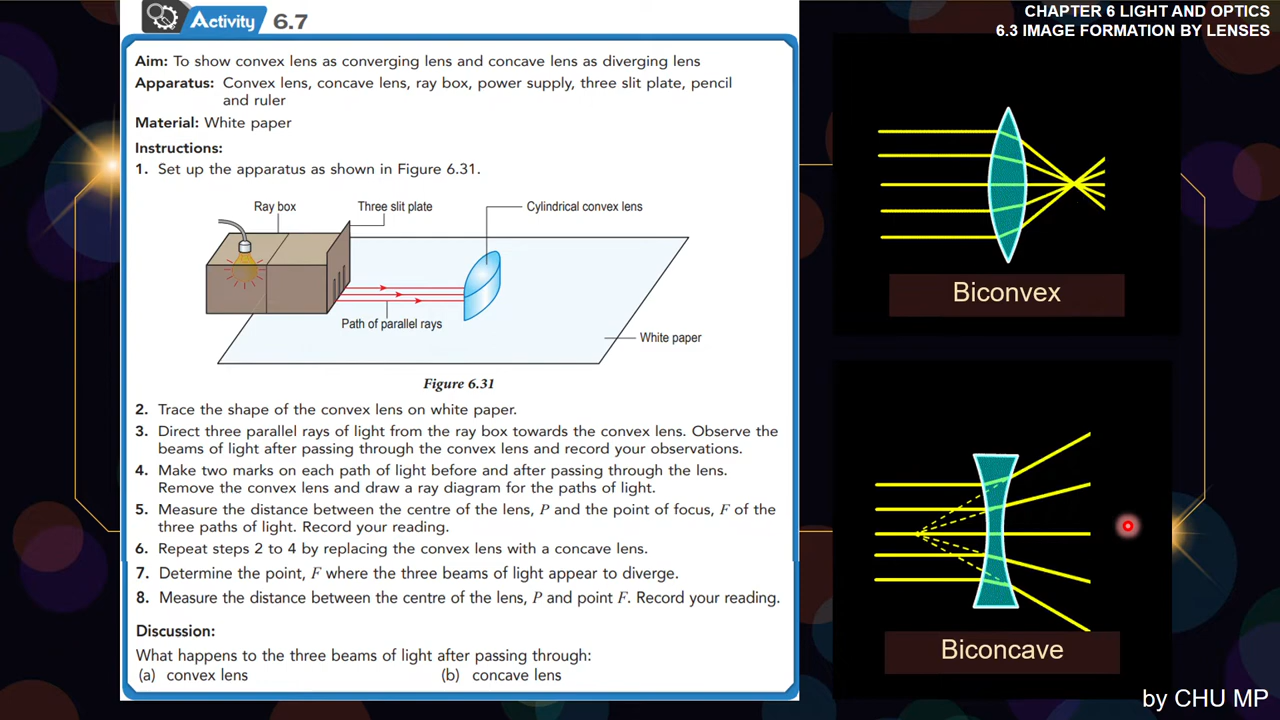 Activity 6.7
CHAPTER 6 LIGHT AND OPTICS
6.3 IMAGE FORMATION BY LENSES
Aim: To show convex lens as converging lens and concave lens as diverging lens
Apparatus: Convex lens, concave lens, ray box, power supply, three slit plate, pencil
and ruler
Material: White paper
Instructions:
1. Set up the apparatus as shown in Figure 6.31.
Ray box
Three slit plate
Cylindrical convex lens
Path of parallel rays
White paper
Figure 6.31
2. Trace the shape of the convex lens on white paper.
3. Direct three parallel rays of light from the ray box towards the convex lens. Observe the
beams of light after passing through the convex lens and record your observations.
4. Make two marks on each path of light before and after passing through the lens.
Remove the convex lens and draw a ray diagram for the paths of light.
5. Measure the distance between the centre of the lens, P and the point of focus, F of the
three paths of light. Record your reading.
6. Repeat steps 2 to 4 by replacing the convex lens with a concave lens.
7. Determine the point, F where the three beams of light appear to diverge.
8. Measure the distance between the centre of the lens, P and point F. Record your reading.
Discussion:
What happens to the three beams of light after passing through:
(a) convex lens
(b) concave lens
Biconvex
Biconcave
by CHU MP